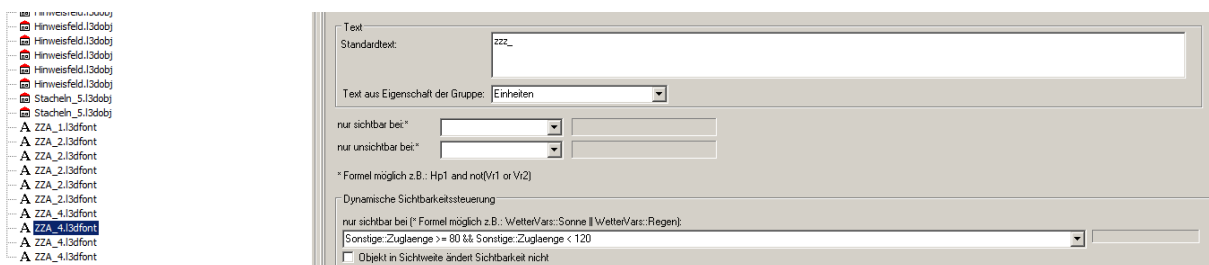 Hinweisfeld.l3dobj
Hinweisfeld.l3dobj
Hinweisfeld.l3dobj
Hinweisfeld.l3dobj
Hinweisfeld.l3dobj
Hinweisfeld.l3dobj
Stacheln_5.l3dobj
Stacheln_5.l3dobj
ZZA_1.l3dfont
ZZA_2.l3dfont
ZZA_2.l3dfont
ZZA_2.l3dfont
ZZA_2.l3dfont
ZZA_2.l3dfont
ZZA_4.l3dfont
ZZA_4.l3dfont
ZZA_4.l3dfont
ZZA_4.l3dfont
Text
Standardtext: zzz_
Text aus Eigenschaft der Gruppe: Einheiten
nur sichtbar bei:*
nur unsichtbar bei:*
* Formel möglich z.B.: Hp1 and not(Vr1 or Vr2)
Dynamische Sichtbarkeitssteuerung
nur sichtbar bei (* Formel möglich z.B.: WetterVars::Sonne || WetterVars::Regen):
Sonstige::Zuglaenge >= 80 && Sonstige::Zuglaenge < 120
Objekt in Sichtweite ändert Sichtbarkeit nicht